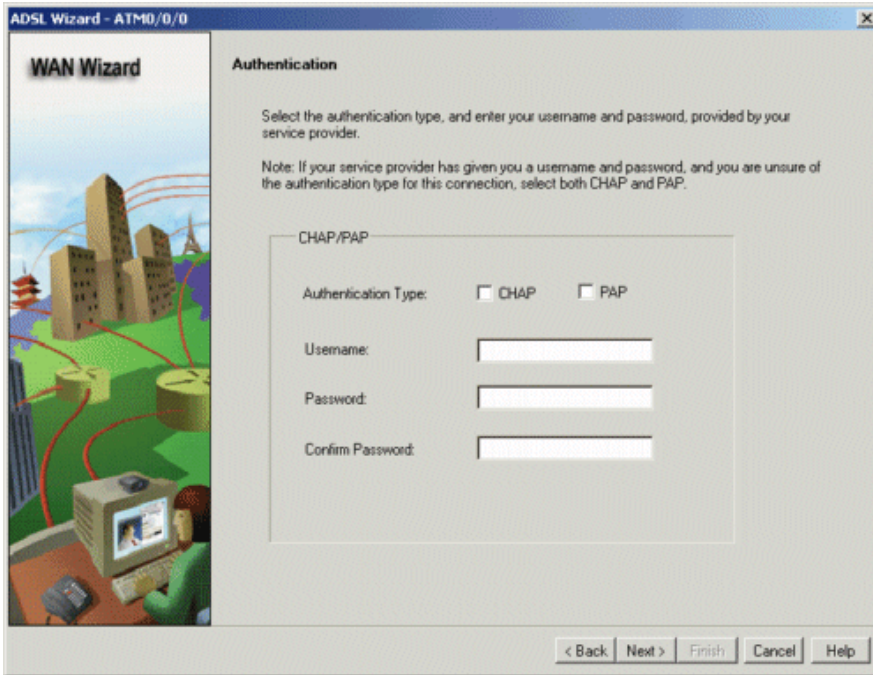 ADSL Wizard - ATM0/0/0
WAN Wizard
Authentication
Select the authentication type, and enter your username and password, provided by your
service provider.
Note: If your service provider has given you a username and password, and you are unsure of
the authentication type for this connection, select both CHAP and PAP.
CHAP/PAP
Authentication Type: CHAP PAP
Username:
Password:
Confirm Password:
< Back Next > Finish Cancel Help